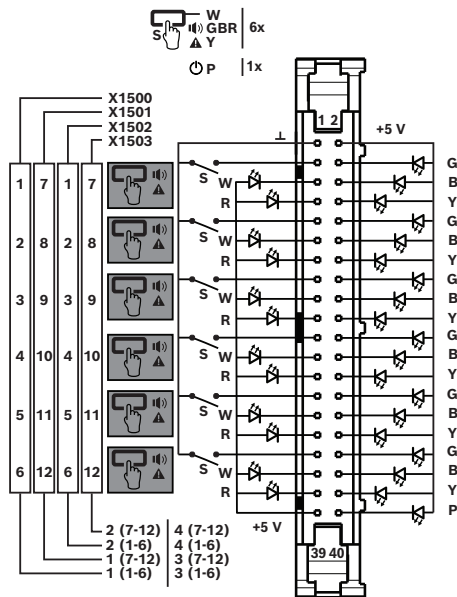 W
S GBR 6x
Y
P 1x
X1500
X1501
X1502
X1503
1 2
⊥ +5 V
1 7 1 7
S G
W B
R Y
2 8 2 8
S G
W B
R Y
3 9 3 9
S G
W B
R Y
4 10 4 10
S G
W B
R Y
5 11 5 11
S G
W B
R Y
6 12 6 12
S G
W B
R Y
P
+5 V
39 40
2 (7-12) 4 (7-12)
2 (1-6) 4 (1-6)
1 (7-12) 3 (7-12)
1 (1-6) 3 (1-6)